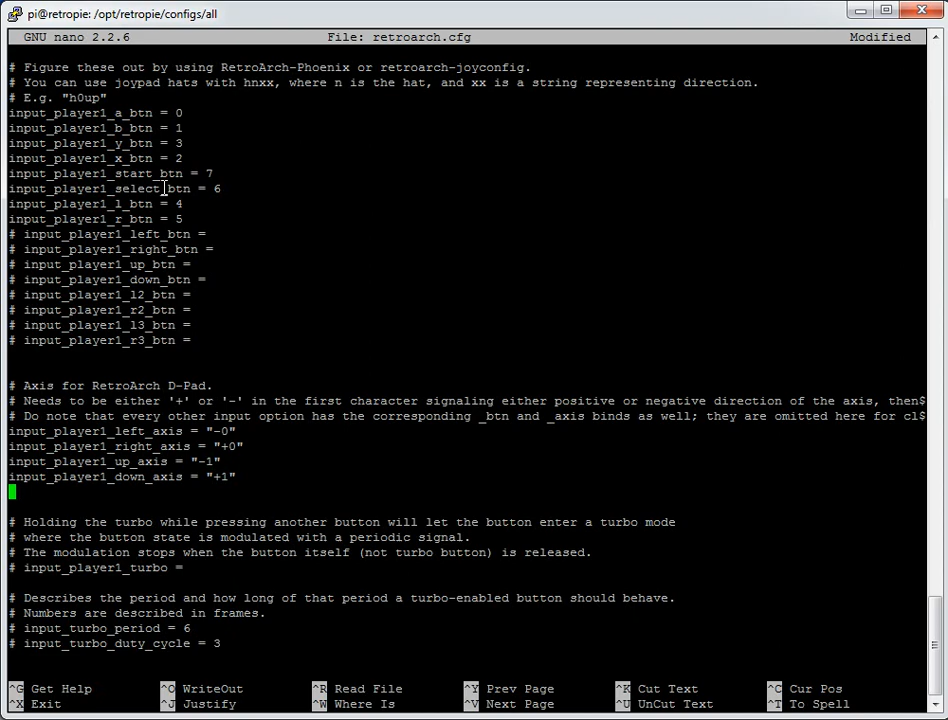 pi@retropie: /opt/retropie/configs/all
GNU nano 2.2.6 File: retroarch.cfg Modified
# Figure these out by using RetroArch-Phoenix or retroarch-joyconfig.
# You can use joypad hats with hnxx, where n is the hat, and xx is a string representing direction.
# E.g. "h0up"
input_player1_a_btn = 0
input_player1_b_btn = 1
input_player1_y_btn = 3
input_player1_x_btn = 2
input_player1_start_btn = 7
input_player1_select_btn = 6
input_player1_l_btn = 4
input_player1_r_btn = 5
# input_player1_left_btn =
# input_player1_right_btn =
# input_player1_up_btn =
# input_player1_down_btn =
# input_player1_l2_btn =
# input_player1_r2_btn =
# input_player1_l3_btn =
# input_player1_r3_btn =
# Axis for RetroArch D-Pad.
# Needs to be either '+' or '-' in the first character signaling either positive or negative direction of the axis, then$
# Do note that every other input option has the corresponding _btn and _axis binds as well; they are omitted here for cl$
input_player1_left_axis = "-0"
input_player1_right_axis = "+0"
input_player1_up_axis = "-1"
input_player1_down_axis = "+1"
# Holding the turbo while pressing another button will let the button enter a turbo mode
# where the button state is modulated with a periodic signal.
# The modulation stops when the button itself (not turbo button) is released.
# input_player1_turbo =
# Describes the period and how long of that period a turbo-enabled button should behave.
# Numbers are described in frames.
# input_turbo_period = 6
# input_turbo_duty_cycle = 3
^G Get Help ^O WriteOut ^R Read File ^Y Prev Page ^K Cut Text ^C Cur Pos
^X Exit ^J Justify ^W Where Is ^V Next Page ^U UnCut Text ^T To Spell